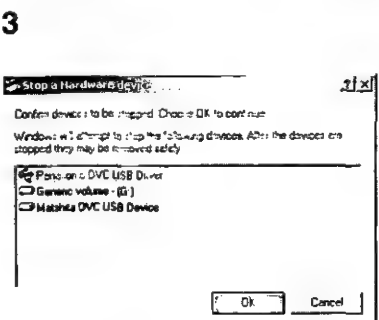 3
Stop a Hardware device
Confirm devices to be stopped. Choose OK to continue.
Windows will attempt to stop the following devices. After the devices are
stopped they may be removed safely.
Panasonic DVC USB Driver
Generic volume - (G:)
Matshita DVC USB Device
OK
Cancel